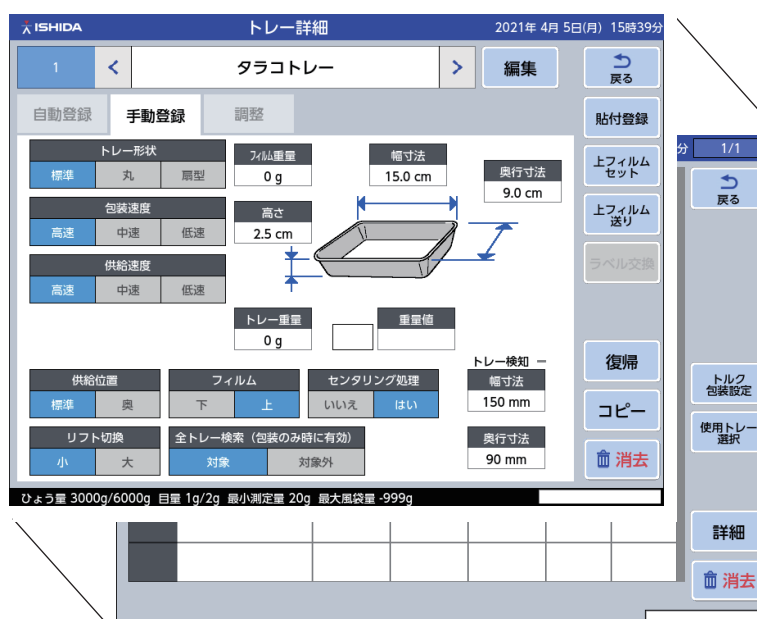 ISHIDA
トレー詳細
2021年 4月 5日(月) 15時39分
1
<
タラコトレー
>
編集
戻る
自動登録
手動登録
調整
貼付登録
トレー形状
標準
丸
扇型
包装速度
高速
中速
低速
供給速度
高速
中速
低速
フィルム重量
0 g
幅寸法
15.0 cm
奥行寸法
9.0 cm
高さ
2.5 cm
トレー重量
0 g
重量値
上フィルム
セット
上フィルム
送り
ラベル交換
供給位置
標準
奥
フィルム
下
上
センタリング処理
いいえ
はい
トレー検知 ー
幅寸法
150 mm
奥行寸法
90 mm
リフト切換
小
大
全トレー検索(包装のみ時に有効)
対象
対象外
復帰
コピー
消去
ひょう量 3000g/6000g 目量 1g/2g 最小測定量 20g 最大風袋量 -999g
分
1/1
戻る
トルク
包装設定
使用トレー
選択
詳細
消去